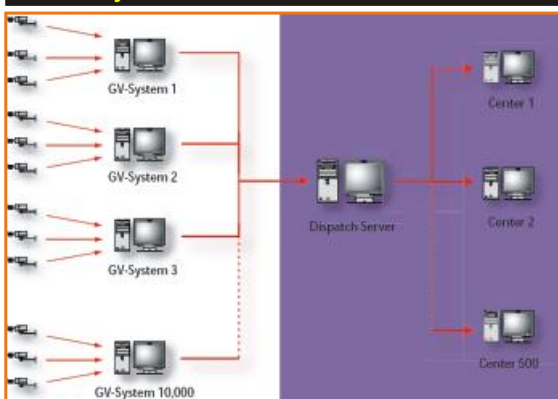 GV-System 1
GV-System 2
GV-System 3
GV-System 10,000
Dispatch Server
Center 1
Center 2
Center 500